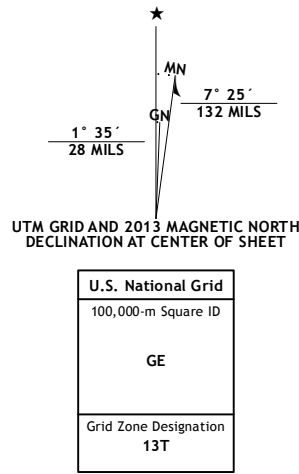 ★
MN
7° 25´
132 MILS
GN
1° 35´
28 MILS
UTM GRID AND 2013 MAGNETIC NORTH
DECLINATION AT CENTER OF SHEET
U.S. National Grid
100,000-m Square ID
GE
Grid Zone Designation
13T